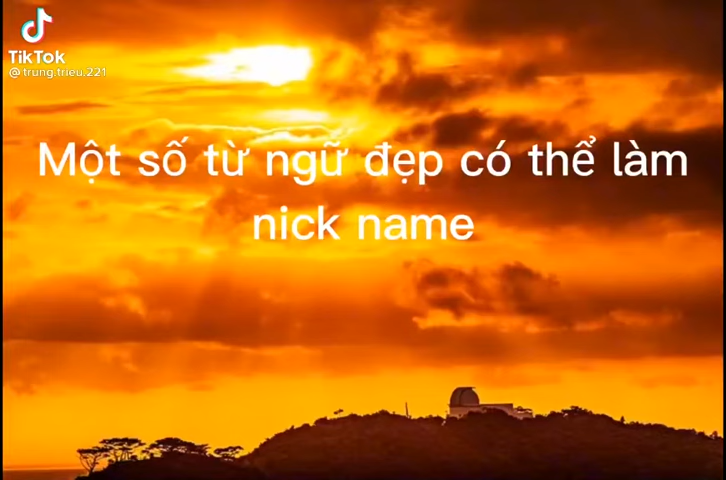 TikTok
@trung.trieu.221
Một số từ ngữ đẹp có thể làm
nick name